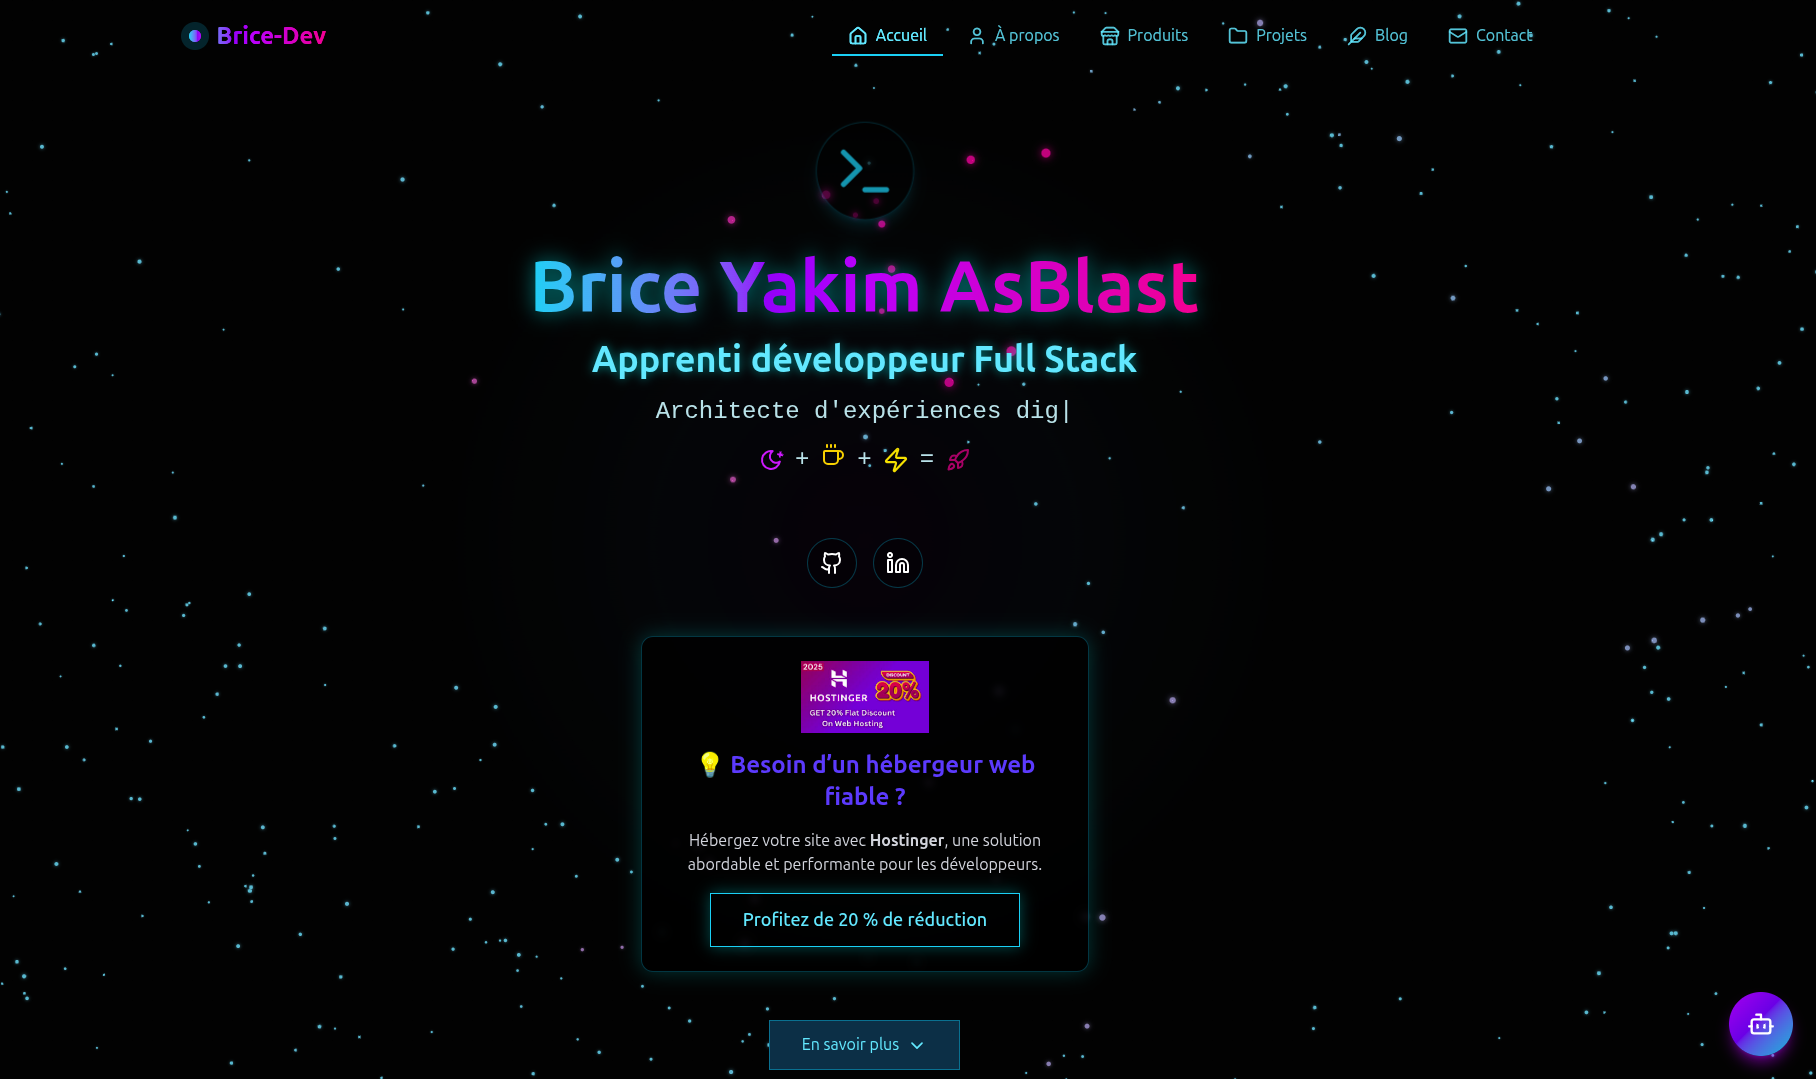 Brice-Dev
Accueil
À propos
Produits
Projets
Blog
Contact
Brice Yakim AsBlast
Apprenti développeur Full Stack
Architecte d'expériences dig|
+ + =
2025
HOSTINGER
DISCOUNT
20%
GET 20% Flat Discount
On Web Hosting
💡 Besoin d’un hébergeur web
fiable ?
Hébergez votre site avec Hostinger, une solution
abordable et performante pour les développeurs.
Profitez de 20 % de réduction
En savoir plus